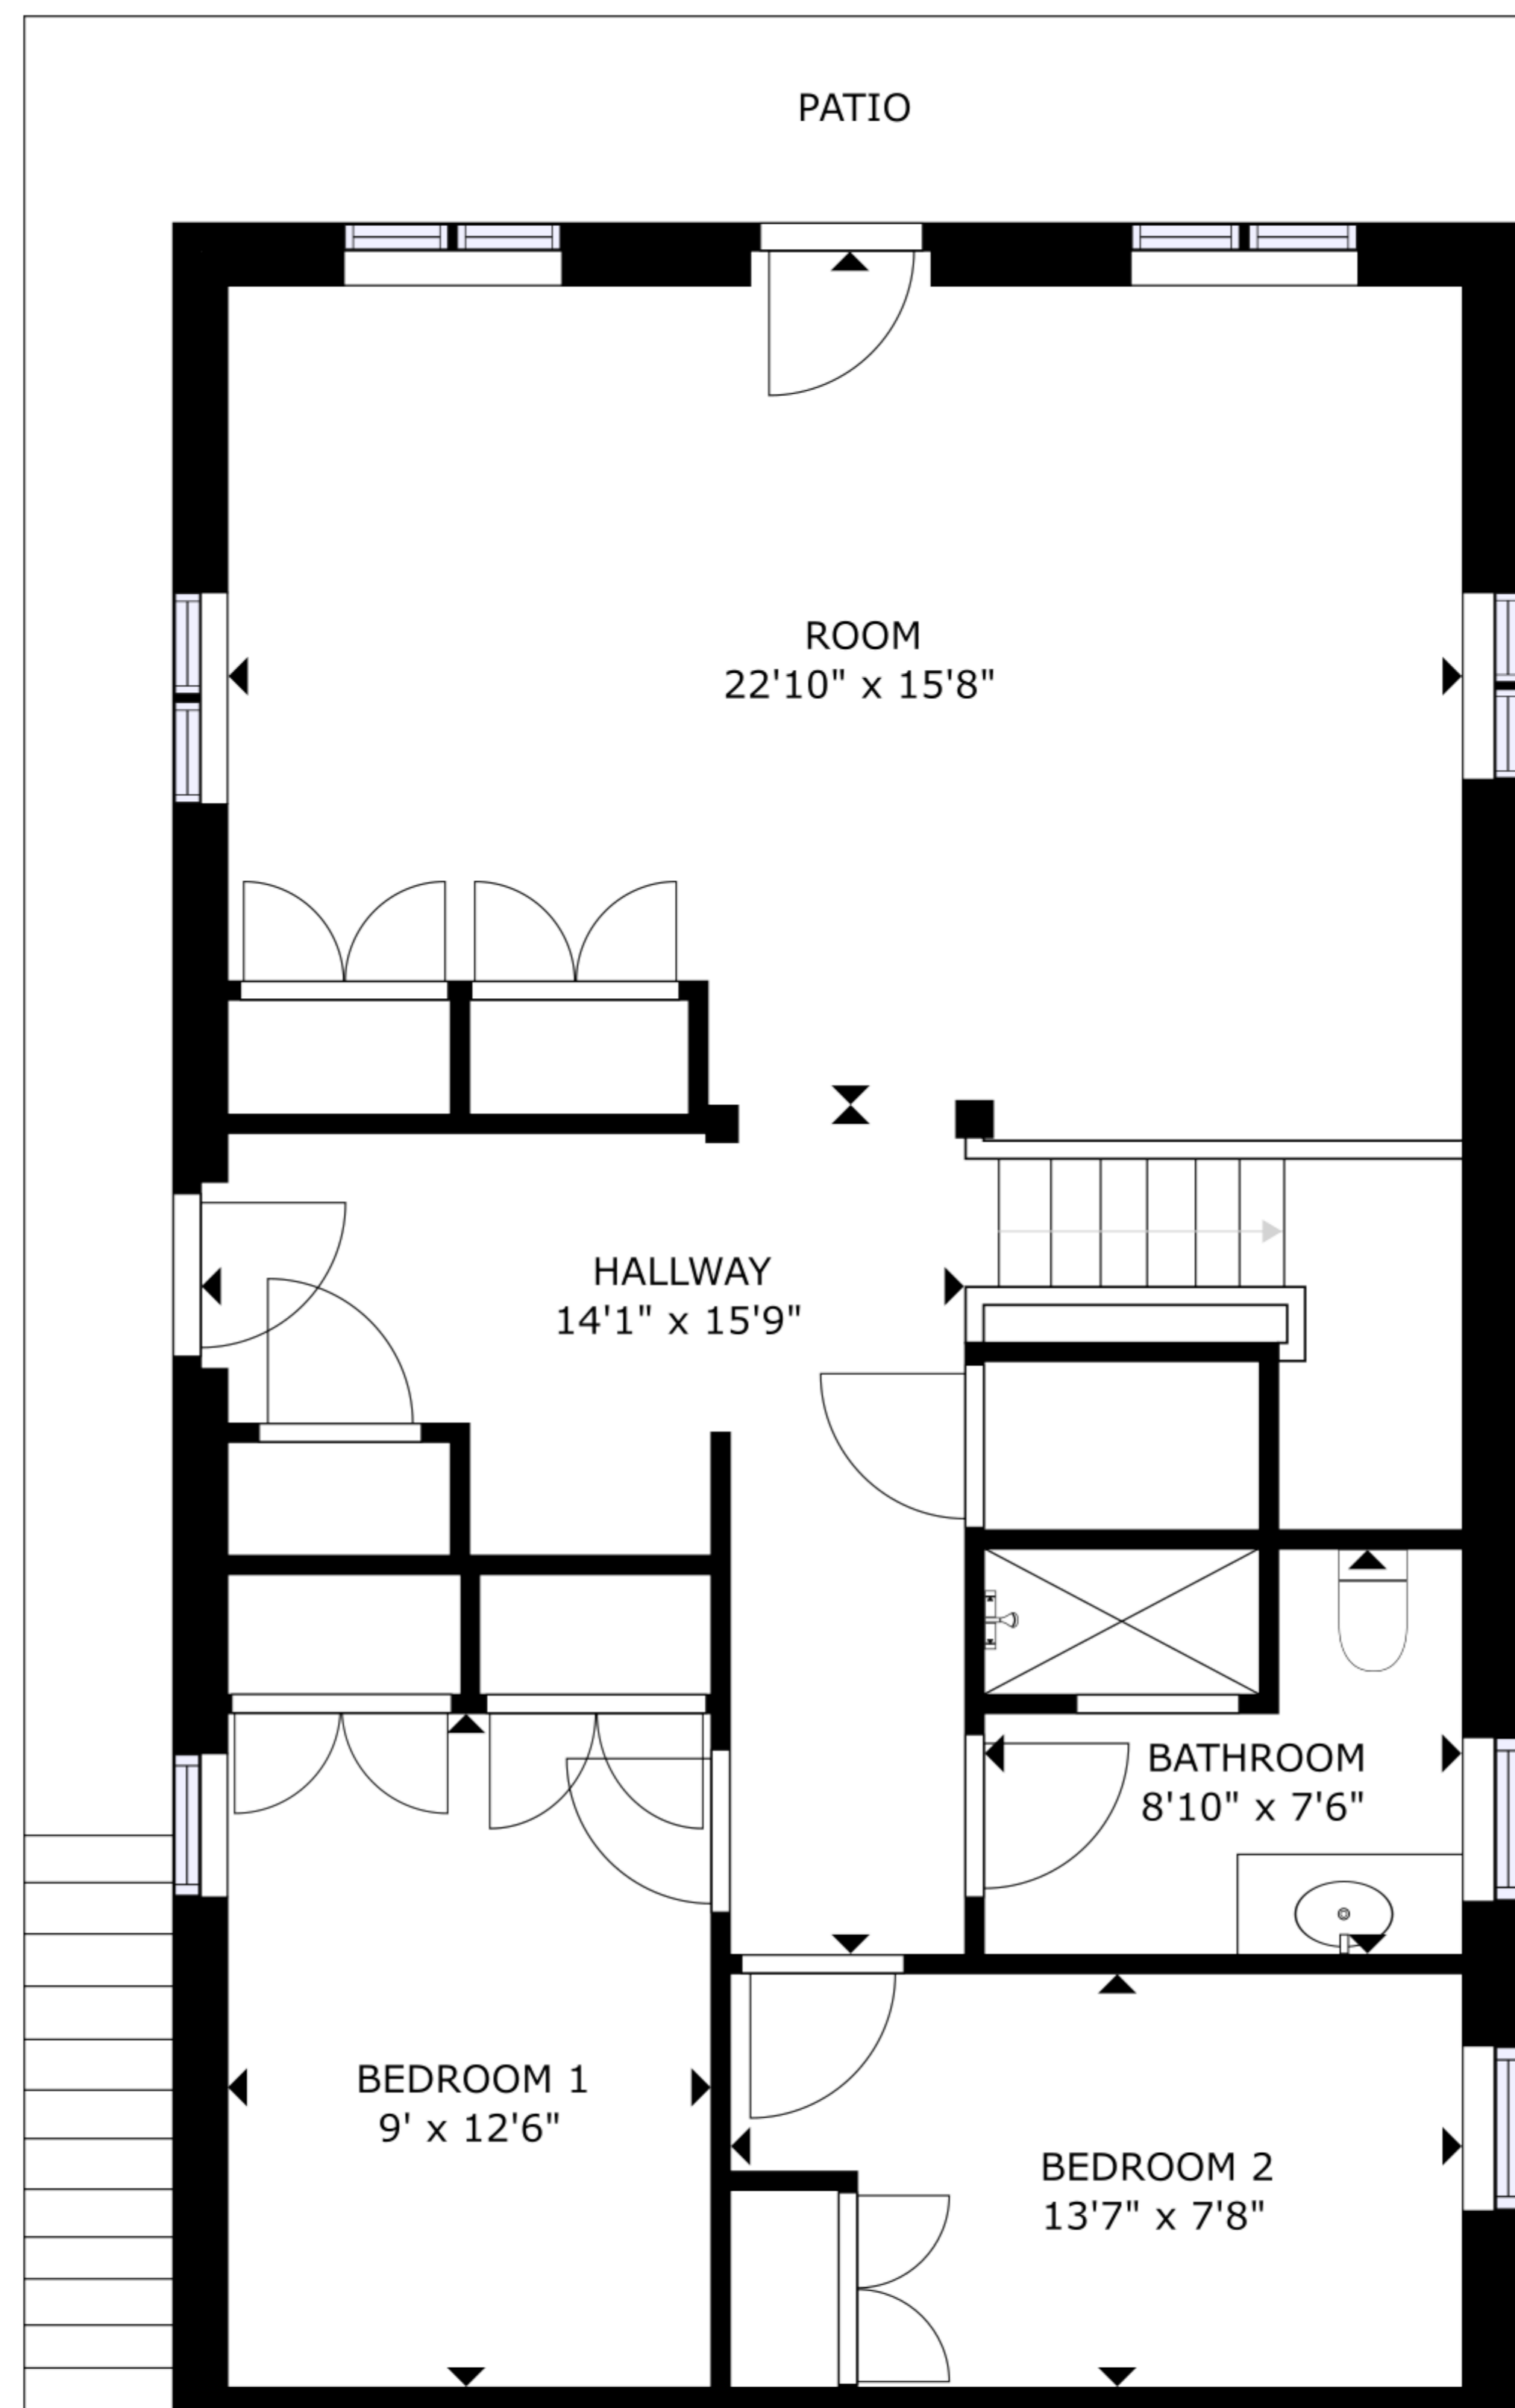 PATIO
ROOM
22'10" x 15'8"
HALLWAY
14'1" x 15'9"
BATHROOM
8'10" x 7'6"
BEDROOM 1
9' x 12'6"
BEDROOM 2
13'7" x 7'8"